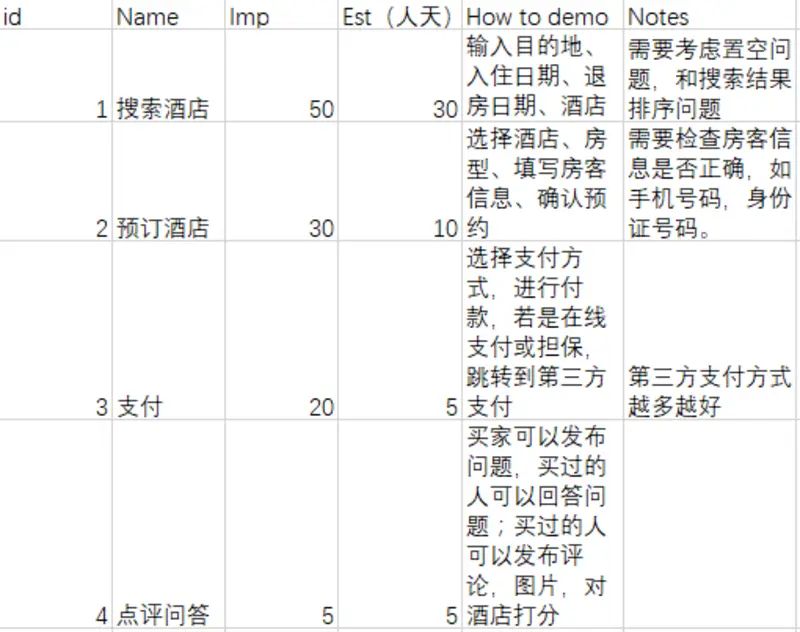 id Name Imp Est（人天） How to demo Notes
1 搜索酒店 50 30
输入目的地、
入住日期、退
房日期、酒店
需要考虑置空问
题，和搜索结果
排序问题
2 预订酒店 30 10
选择酒店、房
型、填写房客
信息、确认预
约
需要检查房客信
息是否正确，如
手机号码，身份
证号码。
3 支付 20 5
选择支付方
式，进行付
款，若是在线
支付或担保，
跳转到第三方
支付
第三方支付方式
越多越好
4 点评问答 5 5
买家可以发布
问题，买过的
人可以回答问
题；买过的人
可以发布评
论，图片，对
酒店打分